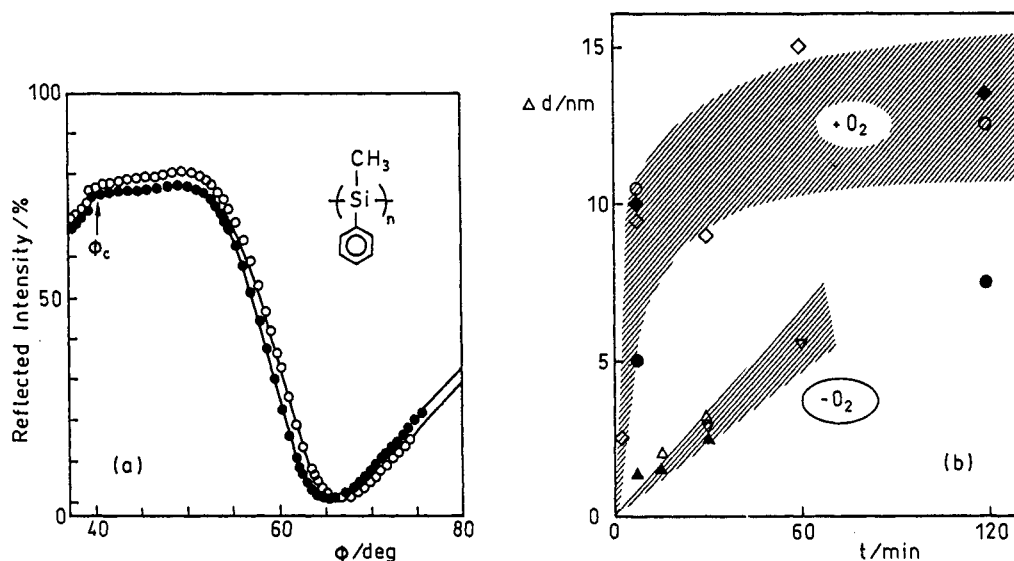 100
50
0
40
60
80
Reflected Intensity / %
Φ/deg
Φc
(a)
CH3
Si
n
15
10
5
0
0
60
120
Δ d/nm
t/min
+ O2
- O2
(b)